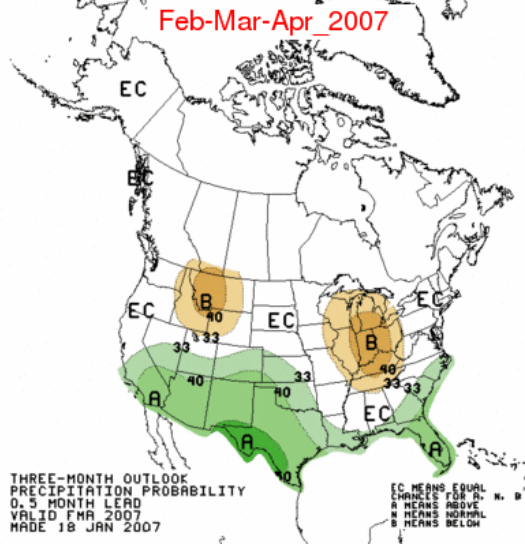 Feb-Mar-Apr_2007
EC
EC
B
40
EC
EC
EC
33
33
B
40
40
33
40
33
33
A
EC
A
A
THREE-MONTH OUTLOOK
PRECIPITATION PROBABILITY
0.5 MONTH LEAD
VALID FMA 2007
MADE 18 JAN 2007
EC MEANS EQUAL
CHANCES FOR A, N, B
A MEANS ABOVE
N MEANS NORMAL
B MEANS BELOW